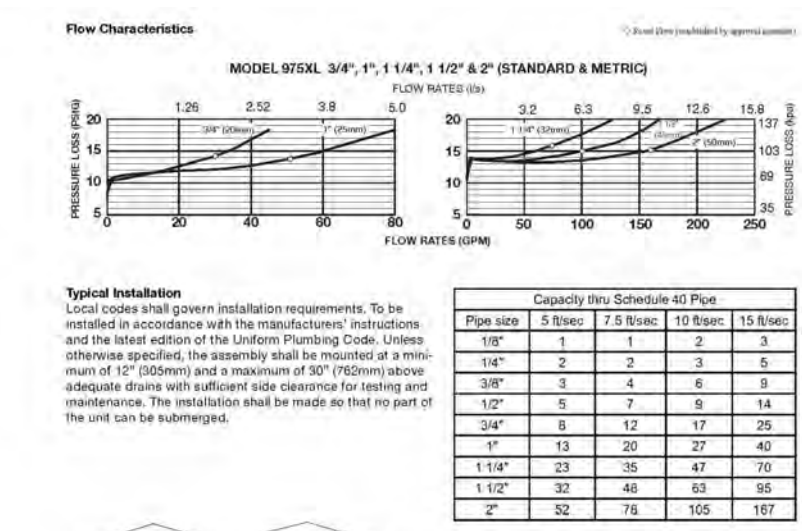 Flow Characteristics
MODEL 975XL 3/4", 1", 1 1/4", 1 1/2" & 2" (STANDARD & METRIC)
FLOW RATES (l/s)
1.26 2.52 3.8 5.0
3.2 6.3 9.5 12.6 15.8
PRESSURE LOSS (PSIG)
20
15
10
5
3/4" (20mm)
1" (25mm)
0 20 40 60 80
20
15
10
5
1 1/4" (32mm)
1/2"
2" (50mm)
137
103
69
35
PRESSURE LOSS (kpa)
0 50 100 150 200 250
FLOW RATES (GPM)
Typical Installation
Local codes shall govern installation requirements. To be
installed in accordance with the manufacturers' instructions
and the latest edition of the Uniform Plumbing Code. Unless
otherwise specified, the assembly shall be mounted at a mini-
mum of 12" (305mm) and a maximum of 30" (762mm) above
adequate drains with sufficient side clearance for testing and
maintenance. The installation shall be made so that no part of
the unit can be submerged.
Capacity thru Schedule 40 Pipe
Pipe size 5 ft/sec 7.5 ft/sec 10 ft/sec 15 ft/sec
1/8" 1 1 2 3
1/4" 2 2 3 5
3/8" 3 4 6 9
1/2" 5 7 9 14
3/4" 8 12 17 25
1" 13 20 27 40
1 1/4" 23 35 47 70
1 1/2" 32 48 63 95
2" 52 78 105 167